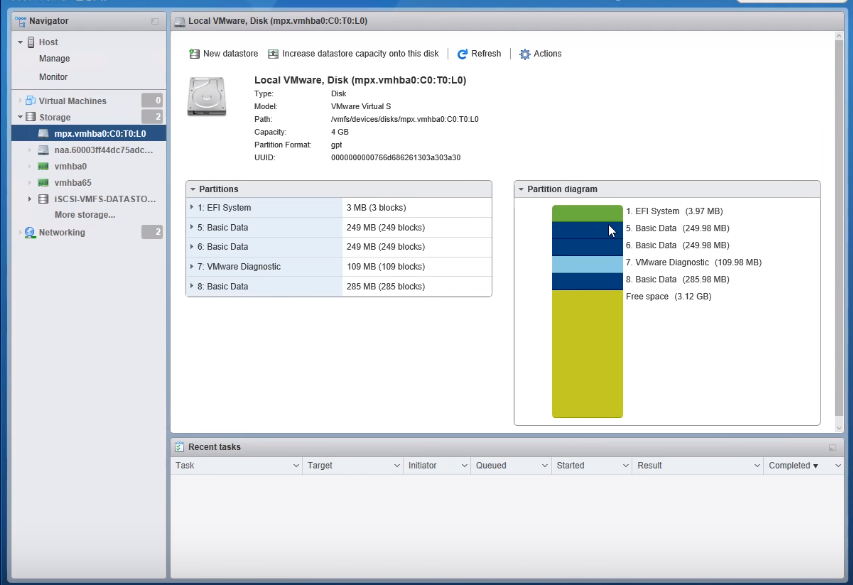 Navigator
Host
Manage
Monitor
Virtual Machines 0
Storage 2
mpx.vmhba0:C0:T0:L0
naa.60003ff44dc75adc...
vmhba0
vmhba65
iSCSI-VMFS-DATASTO...
More storage...
Networking 2
Local VMware, Disk (mpx.vmhba0:C0:T0:L0)
New datastore Increase datastore capacity onto this disk Refresh Actions
Local VMware, Disk (mpx.vmhba0:C0:T0:L0)
Type: Disk
Model: VMware Virtual S
Path: /vmfs/devices/disks/mpx.vmhba0:C0:T0:L0
Capacity: 4 GB
Partition Format: gpt
UUID: 0000000000766d686261303a303a30
Partitions
1: EFI System 3 MB (3 blocks)
5: Basic Data 249 MB (249 blocks)
6: Basic Data 249 MB (249 blocks)
7: VMware Diagnostic 109 MB (109 blocks)
8: Basic Data 285 MB (285 blocks)
Partition diagram
1. EFI System (3.97 MB)
5. Basic Data (249.98 MB)
6. Basic Data (249.98 MB)
7. VMware Diagnostic (109.98 MB)
8. Basic Data (285.98 MB)
Free space (3.12 GB)
Recent tasks
Task Target Initiator Queued Started Result Completed